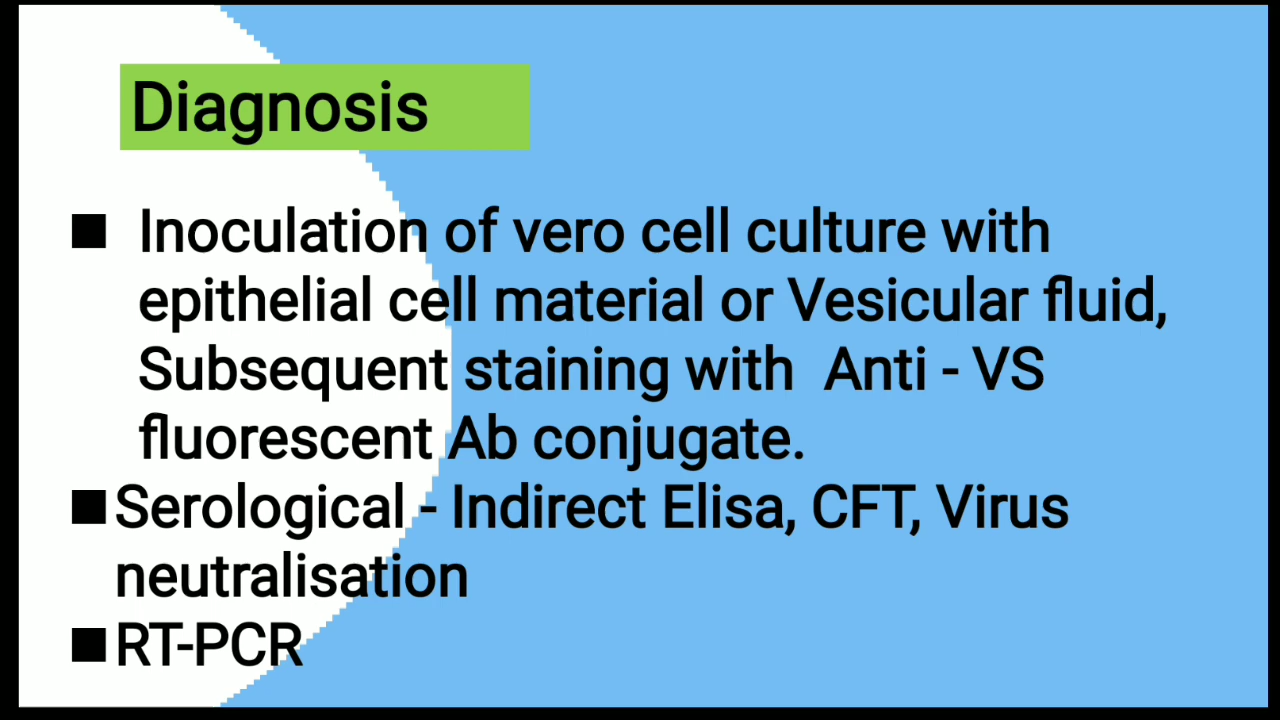 Diagnosis
■ Inoculation of vero cell culture with
epithelial cell material or Vesicular fluid,
Subsequent staining with  Anti - VS
fluorescent Ab conjugate.
■ Serological - Indirect Elisa, CFT, Virus
neutralisation
■ RT-PCR